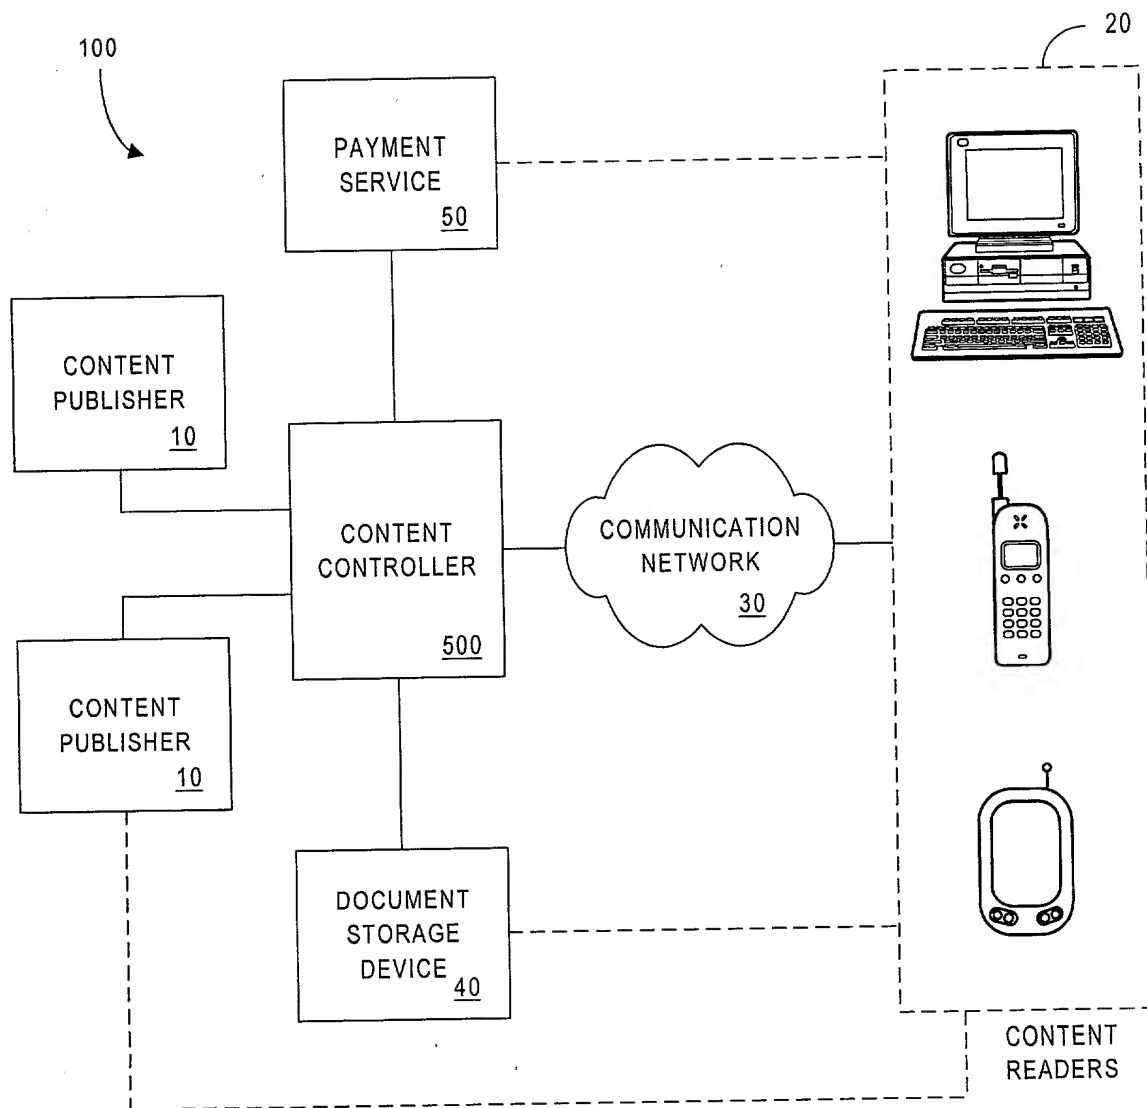 100
20
PAYMENT
SERVICE
50
CONTENT
PUBLISHER
10
CONTENT
CONTROLLER
500
COMMUNICATION
NETWORK
30
CONTENT
PUBLISHER
10
DOCUMENT
STORAGE
DEVICE
40
CONTENT
READERS